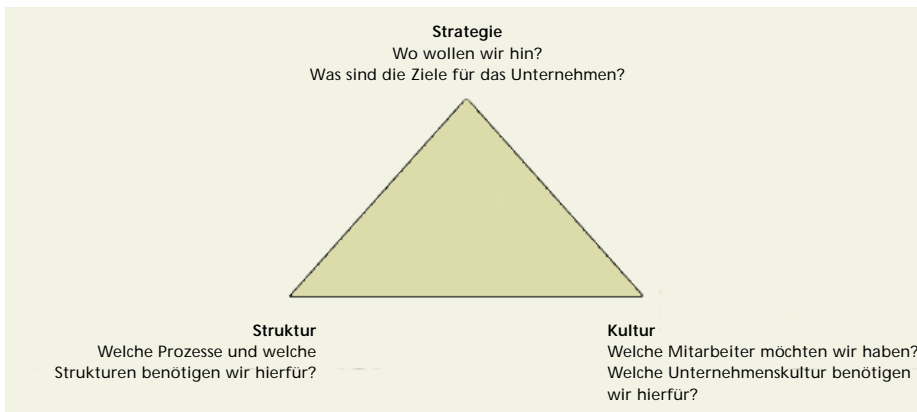 Strategie
Wo wollen wir hin?
Was sind die Ziele für das Unternehmen?
Struktur
Welche Prozesse und welche
Strukturen benötigen wir hierfür?
Kultur
Welche Mitarbeiter möchten wir haben?
Welche Unternehmenskultur benötigen
wir hierfür?